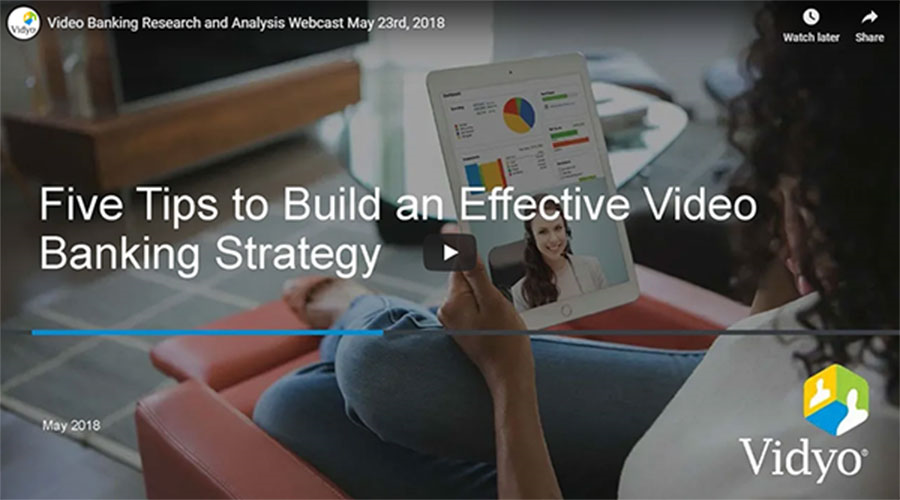 Vidyo
Video Banking Research and Analysis Webcast May 23rd, 2018
Watch later
Share
Five Tips to Build an Effective Video
Banking Strategy
May 2018
Vidyo®